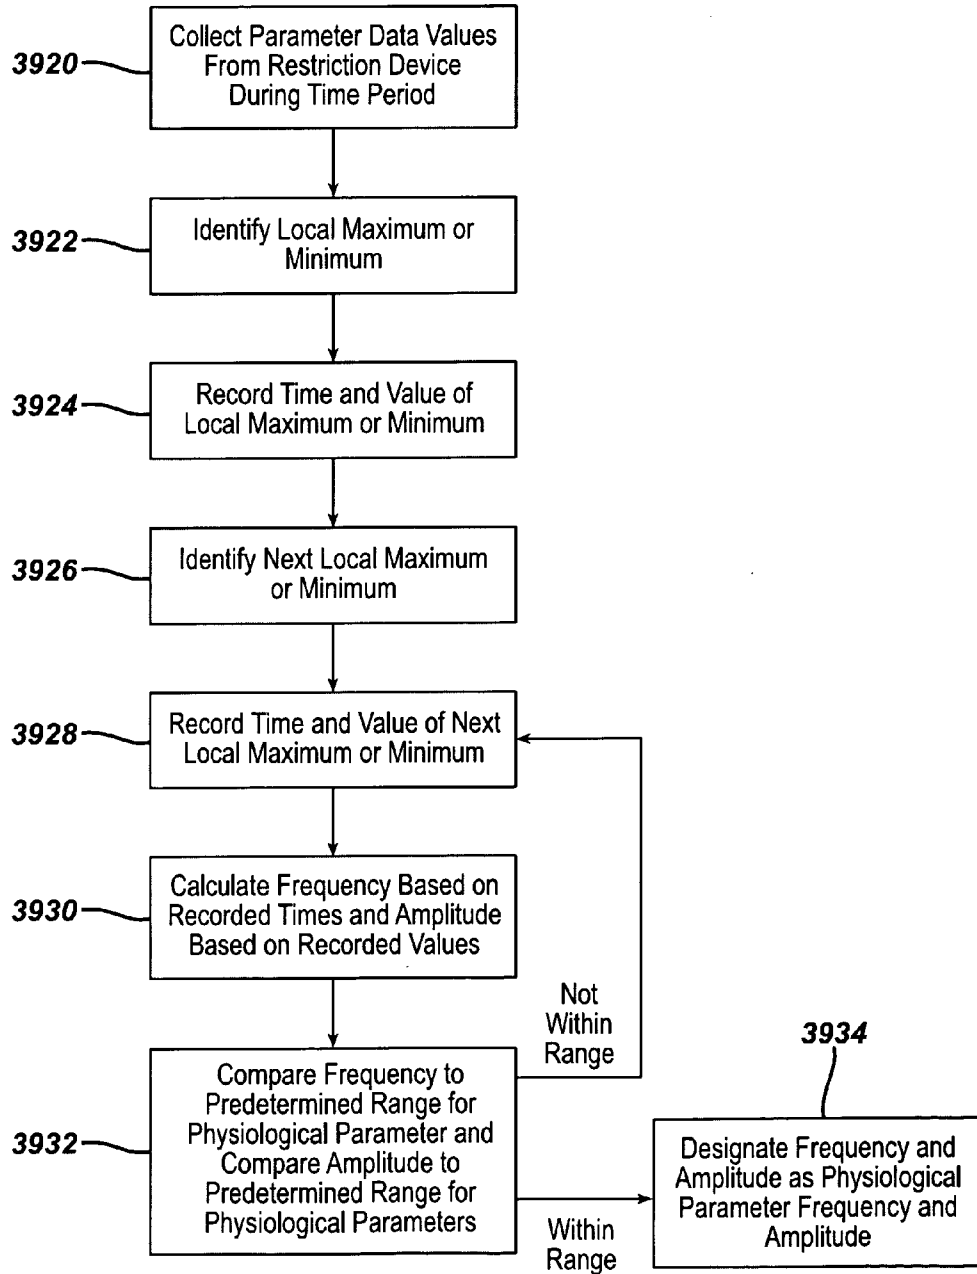 3920
Collect Parameter Data Values
From Restriction Device
During Time Period
3922
Identify Local Maximum or
Minimum
3924
Record Time and Value of
Local Maximum or Minimum
3926
Identify Next Local Maximum
or Minimum
3928
Record Time and Value of Next
Local Maximum or Minimum
3930
Calculate Frequency Based on
Recorded Times and Amplitude
Based on Recorded Values
Not
Within
Range
3932
Compare Frequency to
Predetermined Range for
Physiological Parameter and
Compare Amplitude to
Predetermined Range for
Physiological Parameters
Within
Range
3934
Designate Frequency and
Amplitude as Physiological
Parameter Frequency and
Amplitude